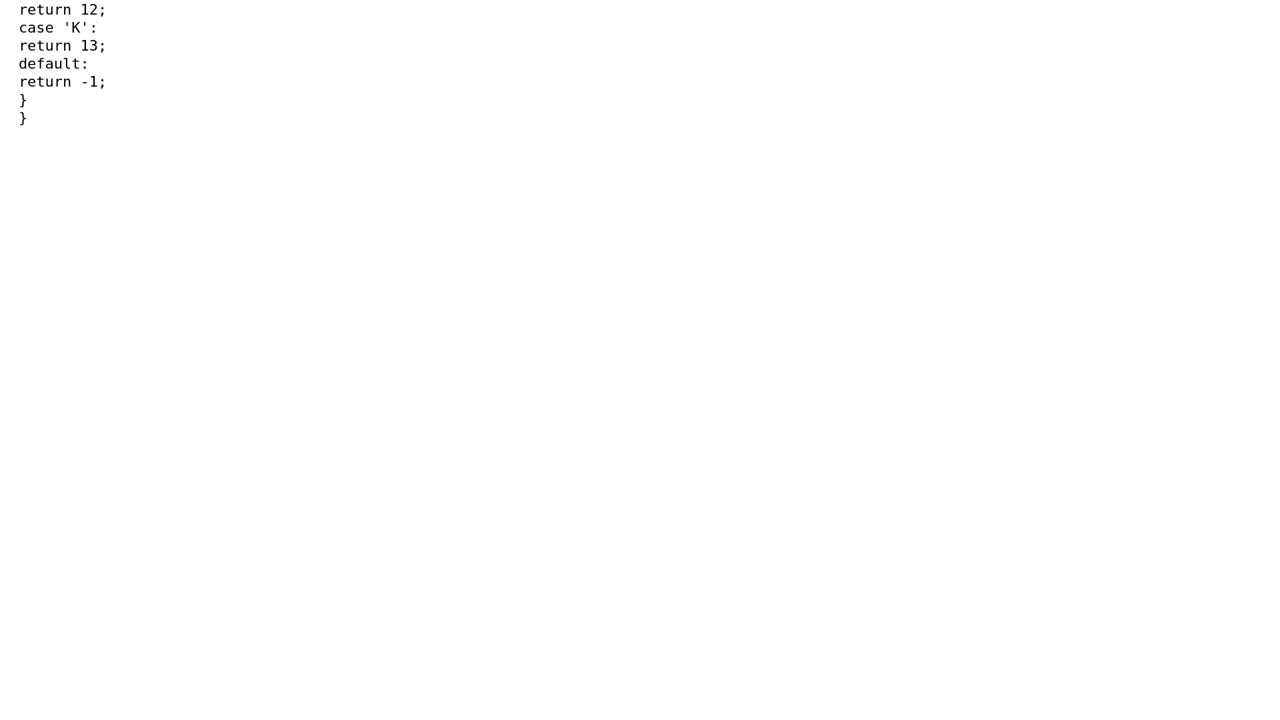 return 12;
case 'K':
return 13;
default:
return -1;
}
}